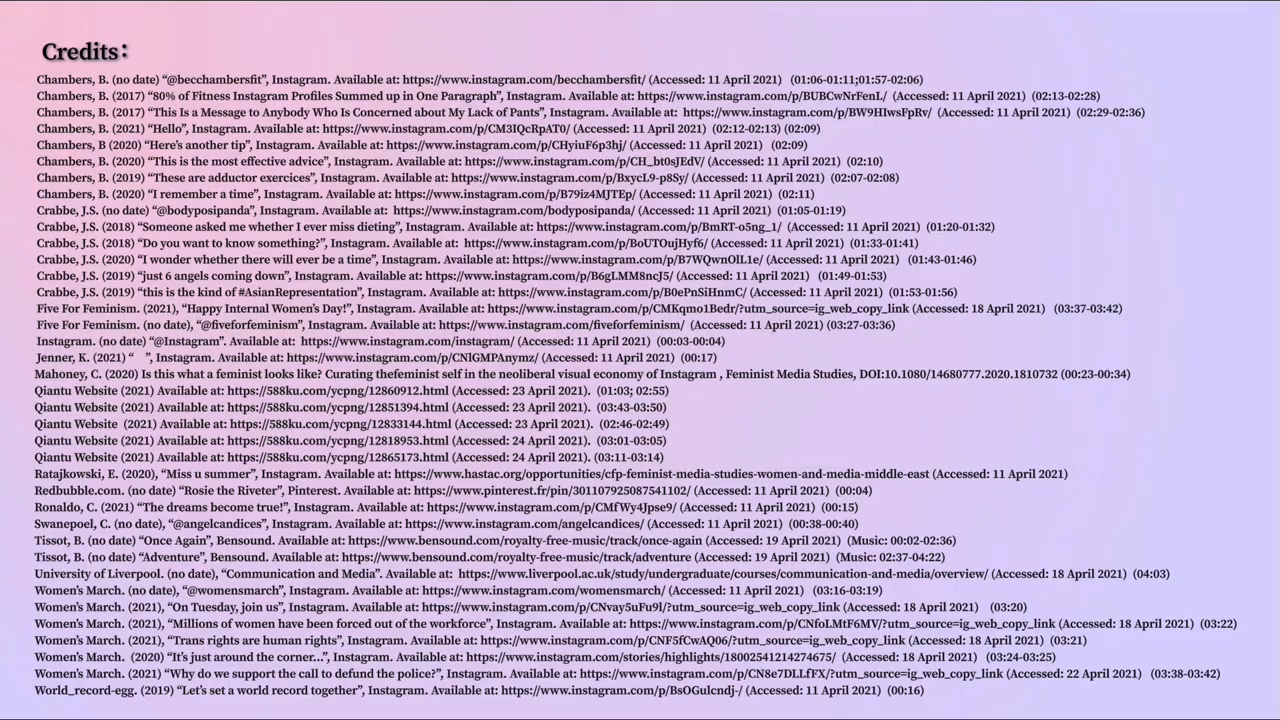 Credits:
Chambers, B. (no date) “@becchambersfit”, Instagram. Available at: https://www.instagram.com/becchambersfit/ (Accessed: 11 April 2021) (01:06-01:11;01:57-02:06)
Chambers, B. (2017) “80% of Fitness Instagram Profiles Summed up in One Paragraph”, Instagram. Available at: https://www.instagram.com/p/BUBCwNrFenL/ (Accessed: 11 April 2021) (02:13-02:28)
Chambers, B. (2017) “This Is a Message to Anybody Who Is Concerned about My Lack of Pants”, Instagram. Available at: https://www.instagram.com/p/BW9HIwsFpRv/ (Accessed: 11 April 2021) (02:29-02:36)
Chambers, B. (2021) “Hello”, Instagram. Available at: https://www.instagram.com/p/CM3IQcRpAT0/ (Accessed: 11 April 2021) (02:12-02:13) (02:09)
Chambers, B (2020) “Here’s another tip”, Instagram. Available at: https://www.instagram.com/p/CHyiuF6p3hj/ (Accessed: 11 April 2021) (02:09)
Chambers, B. (2020) “This is the most effective advice”, Instagram. Available at: https://www.instagram.com/p/CH_bt0sJEdV/ (Accessed: 11 April 2021) (02:10)
Chambers, B. (2019) “These are adductor exercices”, Instagram. Available at: https://www.instagram.com/p/BxycL9-p8Sy/ (Accessed: 11 April 2021) (02:07-02:08)
Chambers, B. (2020) “I remember a time”, Instagram. Available at: https://www.instagram.com/p/B79iz4MJTEp/ (Accessed: 11 April 2021) (02:11)
Crabbe, J.S. (no date) “@bodyposipanda”, Instagram. Available at: https://www.instagram.com/bodyposipanda/ (Accessed: 11 April 2021) (01:05-01:19)
Crabbe, J.S. (2018) “Someone asked me whether I ever miss dieting”, Instagram. Available at: https://www.instagram.com/p/BmRT-o5ng_1/ (Accessed: 11 April 2021) (01:20-01:32)
Crabbe, J.S. (2018) “Do you want to know something?”, Instagram. Available at: https://www.instagram.com/p/BoUTOujHyf6/ (Accessed: 11 April 2021) (01:33-01:41)
Crabbe, J.S. (2020) “I wonder whether there will ever be a time”, Instagram. Available at: https://www.instagram.com/p/B7WQwnOlL1e/ (Accessed: 11 April 2021) (01:43-01:46)
Crabbe, J.S. (2019) “just 6 angels coming down”, Instagram. Available at: https://www.instagram.com/p/B6gLMM8ncJ5/ (Accessed: 11 April 2021) (01:49-01:53)
Crabbe, J.S. (2019) “this is the kind of #AsianRepresentation”, Instagram. Available at: https://www.instagram.com/p/B0ePnSiHnmC/ (Accessed: 11 April 2021) (01:53-01:56)
Five For Feminism. (2021), “Happy Internal Women’s Day!”, Instagram. Available at: https://www.instagram.com/p/CMKqmo1Bedr/?utm_source=ig_web_copy_link (Accessed: 18 April 2021) (03:37-03:42)
Five For Feminism. (no date), “@fiveforfeminism”, Instagram. Available at: https://www.instagram.com/fiveforfeminism/ (Accessed: 11 April 2021) (03:27-03:36)
Instagram. (no date) “@Instagram”. Available at: https://www.instagram.com/instagram/ (Accessed: 11 April 2021) (00:03-00:04)
Jenner, K. (2021) “ ”, Instagram. Available at: https://www.instagram.com/p/CNlGMPAnymz/ (Accessed: 11 April 2021) (00:17)
Mahoney, C. (2020) Is this what a feminist looks like? Curating thefeminist self in the neoliberal visual economy of Instagram , Feminist Media Studies, DOI:10.1080/14680777.2020.1810732 (00:23-00:34)
Qiantu Website (2021) Available at: https://588ku.com/ycpng/12860912.html (Accessed: 23 April 2021). (01:03; 02:55)
Qiantu Website (2021) Available at: https://588ku.com/ycpng/12851394.html (Accessed: 23 April 2021). (03:43-03:50)
Qiantu Website (2021) Available at: https://588ku.com/ycpng/12833144.html (Accessed: 23 April 2021). (02:46-02:49)
Qiantu Website (2021) Available at: https://588ku.com/ycpng/12818953.html (Accessed: 24 April 2021). (03:01-03:05)
Qiantu Website (2021) Available at: https://588ku.com/ycpng/12865173.html (Accessed: 24 April 2021). (03:11-03:14)
Ratajkowski, E. (2020), “Miss u summer”, Instagram. Available at: https://www.hastac.org/opportunities/cfp-feminist-media-studies-women-and-media-middle-east (Accessed: 11 April 2021)
Redbubble.com. (no date) “Rosie the Riveter”, Pinterest. Available at: https://www.pinterest.fr/pin/301107925087541102/ (Accessed: 11 April 2021) (00:04)
Ronaldo, C. (2021) “The dreams become true!”, Instagram. Available at: https://www.instagram.com/p/CMfWy4Jpse9/ (Accessed: 11 April 2021) (00:15)
Swanepoel, C. (no date), “@angelcandices”, Instagram. Available at: https://www.instagram.com/angelcandices/ (Accessed: 11 April 2021) (00:38-00:40)
Tissot, B. (no date) “Once Again”, Bensound. Available at: https://www.bensound.com/royalty-free-music/track/once-again (Accessed: 19 April 2021) (Music: 00:02-02:36)
Tissot, B. (no date) “Adventure”, Bensound. Available at: https://www.bensound.com/royalty-free-music/track/adventure (Accessed: 19 April 2021) (Music: 02:37-04:22)
University of Liverpool. (no date), “Communication and Media”. Available at: https://www.liverpool.ac.uk/study/undergraduate/courses/communication-and-media/overview/ (Accessed: 18 April 2021) (04:03)
Women’s March. (no date), “@womensmarch”, Instagram. Available at: https://www.instagram.com/womensmarch/ (Accessed: 11 April 2021) (03:16-03:19)
Women’s March. (2021), “On Tuesday, join us”, Instagram. Available at: https://www.instagram.com/p/CNvay5uFu9l/?utm_source=ig_web_copy_link (Accessed: 18 April 2021) (03:20)
Women’s March. (2021), “Millions of women have been forced out of the workforce”, Instagram. Available at: https://www.instagram.com/p/CNfoLMtF6MV/?utm_source=ig_web_copy_link (Accessed: 18 April 2021) (03:22)
Women’s March. (2021), “Trans rights are human rights”, Instagram. Available at: https://www.instagram.com/p/CNF5fCwAQ06/?utm_source=ig_web_copy_link (Accessed: 18 April 2021) (03:21)
Women’s March. (2020) “It’s just around the corner...”, Instagram. Available at: https://www.instagram.com/stories/highlights/18002541214274675/ (Accessed: 18 April 2021) (03:24-03:25)
Women’s March. (2021) “Why do we support the call to defund the police?”, Instagram. Available at: https://www.instagram.com/p/CN8e7DLLfFX/?utm_source=ig_web_copy_link (Accessed: 22 April 2021) (03:38-03:42)
World_record-egg. (2019) “Let’s set a world record together”, Instagram. Available at: https://www.instagram.com/p/BsOGulcndj-/ (Accessed: 11 April 2021) (00:16)